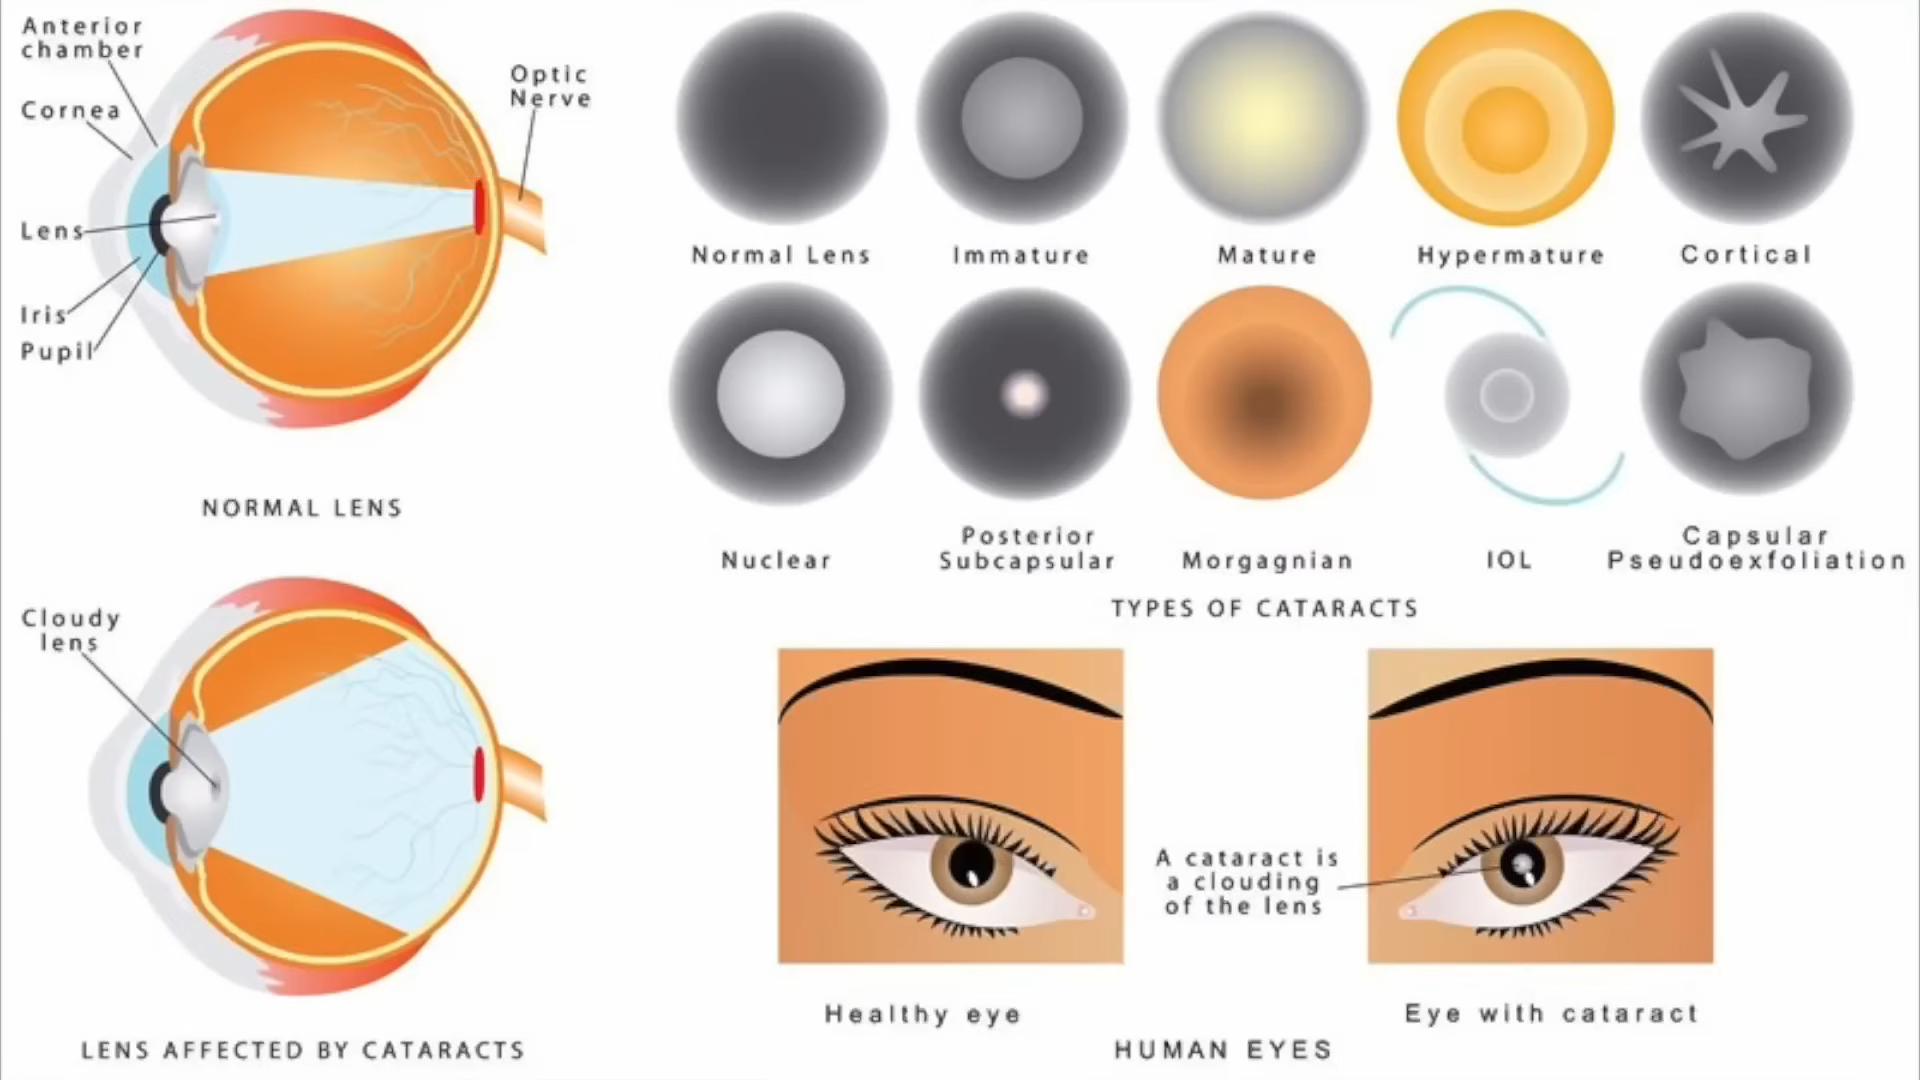 Anterior
chamber
Cornea
Lens
Iris
Pupil
Optic
Nerve
NORMAL LENS
Cloudy
lens
LENS AFFECTED BY CATARACTS
Normal Lens
Immature
Mature
Hypermature
Cortical
Nuclear
Posterior
Subcapsular
Morgagnian
IOL
Capsular
Pseudoexfoliation
TYPES OF CATARACTS
A cataract is
a clouding
of the lens
Healthy eye
Eye with cataract
HUMAN EYES